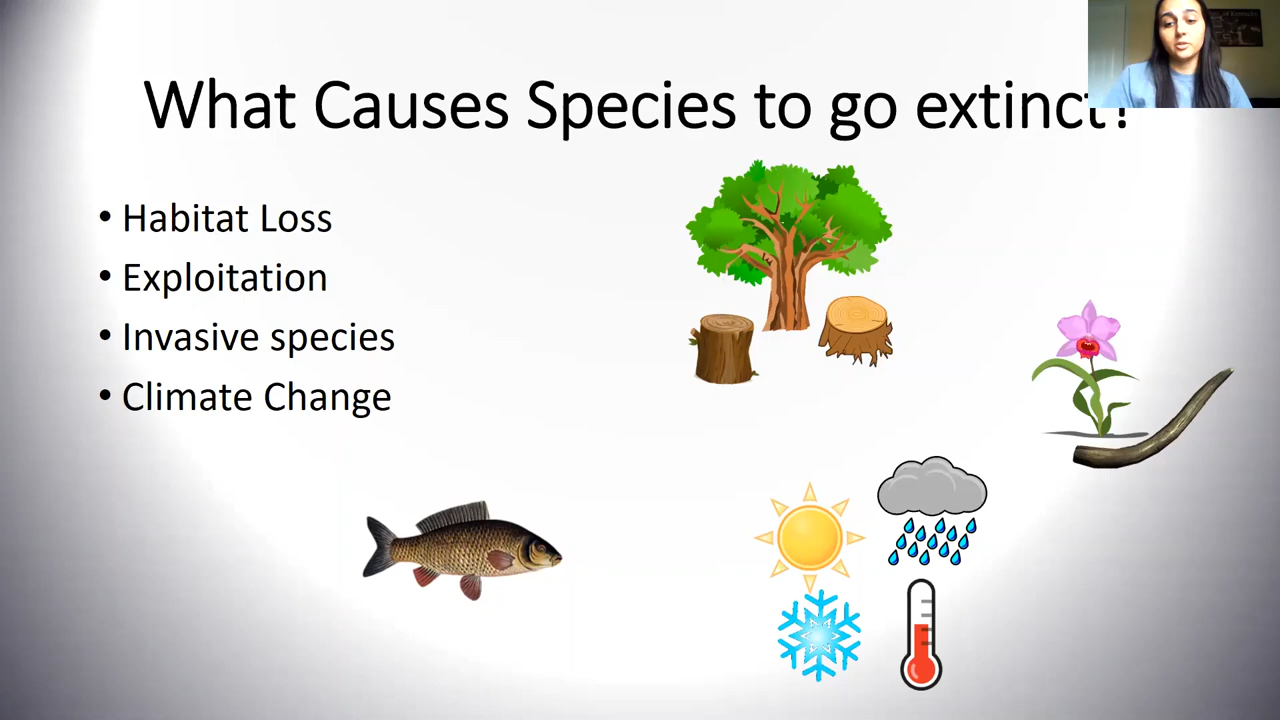 What Causes Species to go extinct?
• Habitat Loss
• Exploitation
• Invasive species
• Climate Change